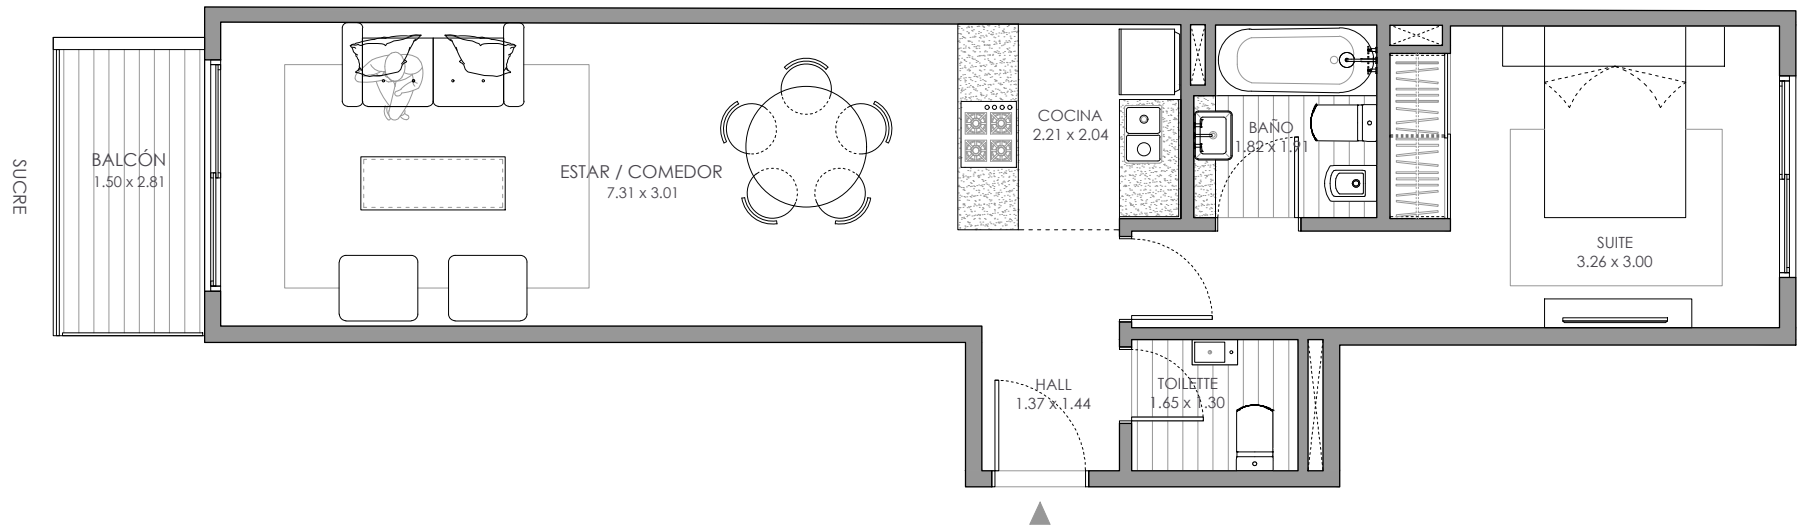 SUCRE
BALCÓN
1.50 x 2.81
ESTAR / COMEDOR
7.31 x 3.01
COCINA
2.21 x 2.04
BAÑO
1.82 x 1.91
SUITE
3.26 x 3.00
HALL
1.37 x 1.44
TOILETTE
1.65 x 1.30